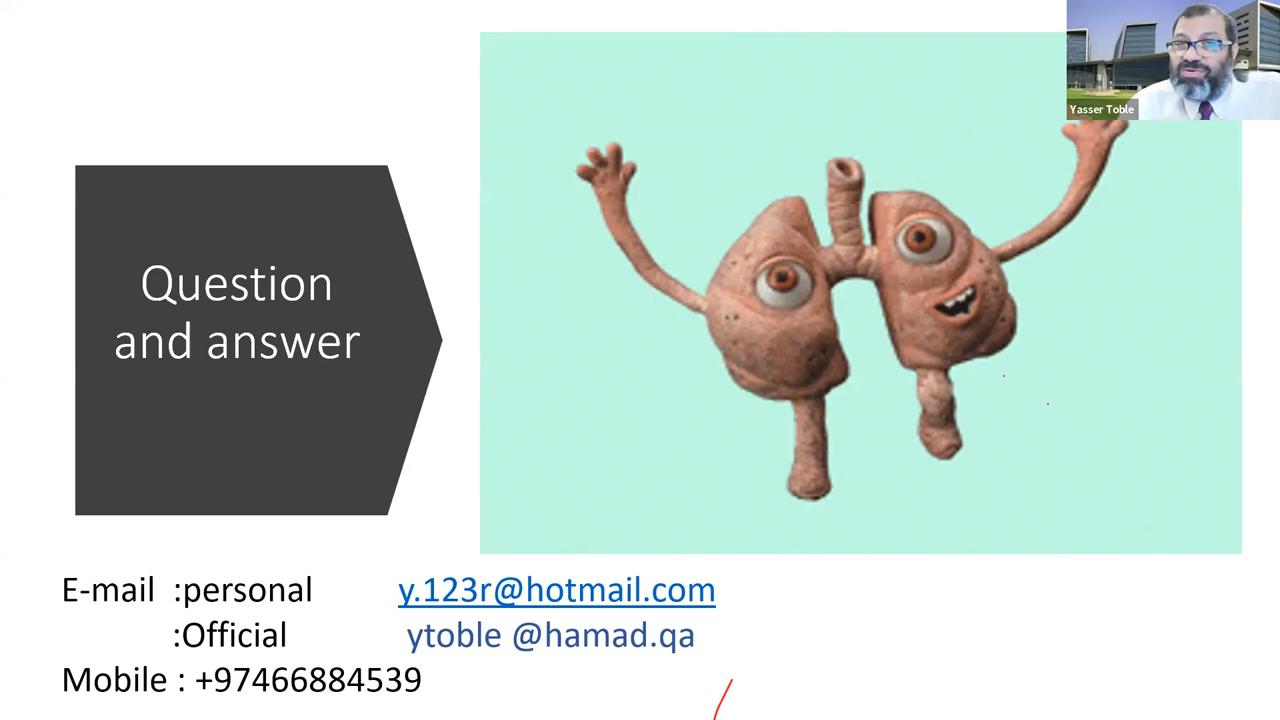 Yasser Toble
Question
and answer
E-mail :personal y.123r@hotmail.com
:Official ytoble @hamad.qa
Mobile : +97466884539